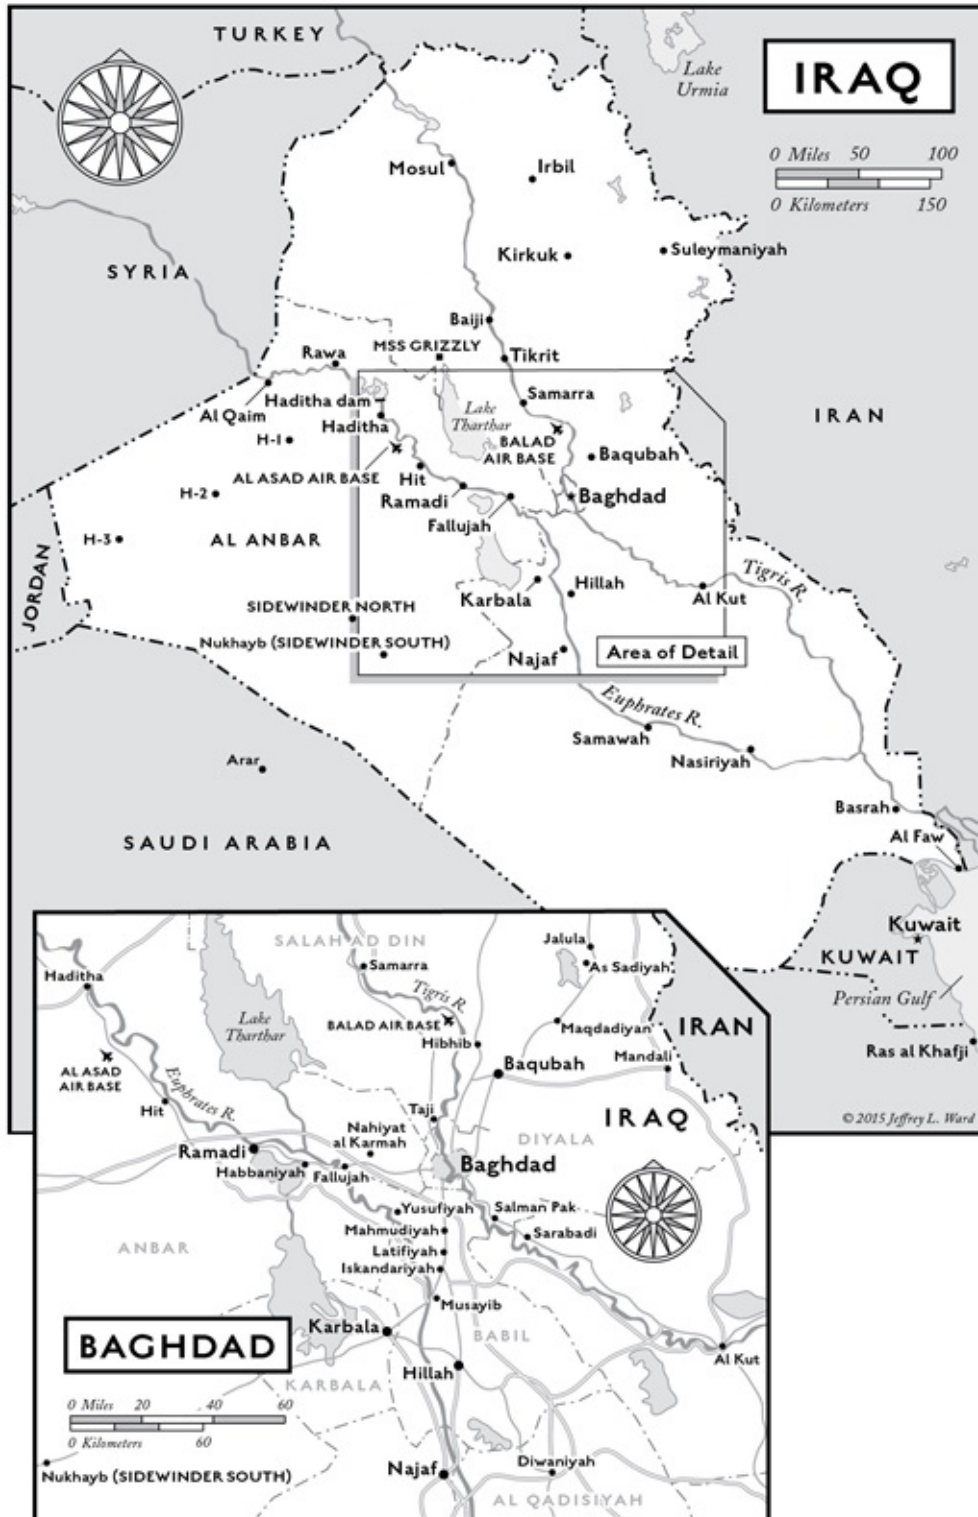 TURKEY
Lake
Urmia
IRAQ
0 Miles 50 100
0 Kilometers 150
Mosul
Irbil
Kirkuk
Suleymaniyah
SYRIA
Baiji
MSS GRIZZLY
Rawa
Tikrit
Al Qaim
Haditha dam
Haditha
Lake
Tharthar
Samarra
IRAN
H-1
BALAD
AIR BASE
Baqubah
AL ASAD AIR BASE
Hit
Ramadi
Baghdad
H-2
Fallujah
H-3
AL ANBAR
JORDAN
Tigris R.
Karbala
Hillah
Al Kut
SIDEWINDER NORTH
Nukhayb (SIDEWINDER SOUTH)
Najaf
Area of Detail
Euphrates R.
Samawah
Nasiriyah
Arar
Basrah
Al Faw
SAUDI ARABIA
Kuwait
KUWAIT
Persian Gulf
Ras al Khafji
© 2015 Jeffrey L. Ward
SALAH AD DIN
Jalula
As Sadiyah
Samarra
Haditha
Tigris R.
Lake
Tharthar
BALAD AIR BASE
Maqdadiyan
IRAN
Hibhib
Mandali
AL ASAD
AIR BASE
Baqubah
Euphrates R.
Hit
Taji
IRAQ
Nahiyat
al Karmah
DIYALA
Ramadi
Baghdad
Habbaniyah
Fallujah
Yusufiyah
Salman Pak
Mahmudiyah
Sarabadi
ANBAR
Latifiyah
Iskandariyah
Musayib
Karbala
BABIL
BAGHDAD
Al Kut
Hillah
KARBALA
0 Miles 20 40 60
0 Kilometers 60
Nukhayb (SIDEWINDER SOUTH)
Najaf
Diwaniyah
AL QADISIYAH